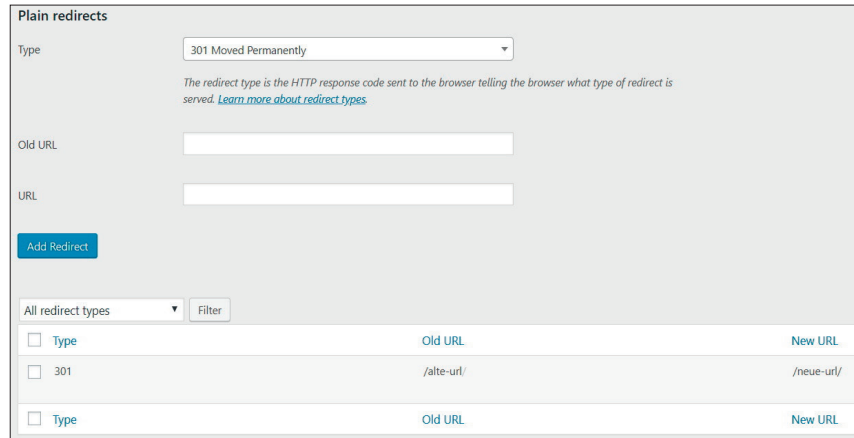 Plain redirects
Type
301 Moved Permanently
The redirect type is the HTTP response code sent to the browser telling the browser what type of redirect is
served. Learn more about redirect types.
Old URL
URL
Add Redirect
All redirect types Filter
Type Old URL New URL
301 /alte-url/ /neue-url/
Type Old URL New URL